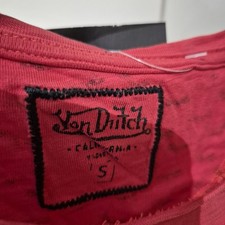 Von Dutch
- CALIFORNIA -
S